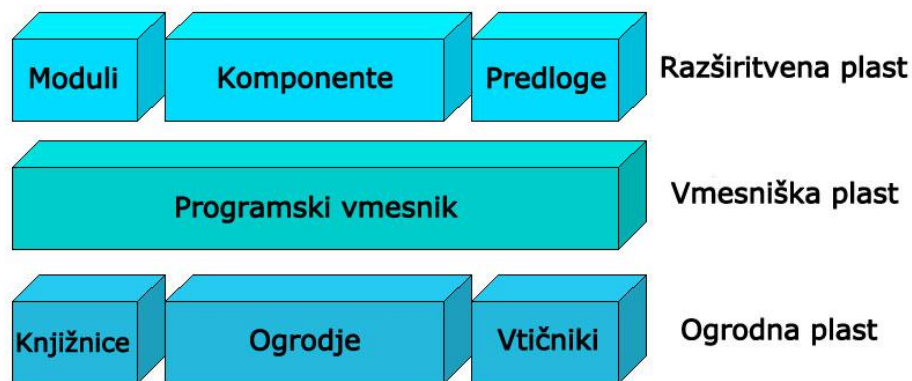 Moduli Komponente Predloge Razširitvena plast
Programski vmesnik Vmesniška plast
Knjižnice Ogrodje Vtičniki Ogrodna plast